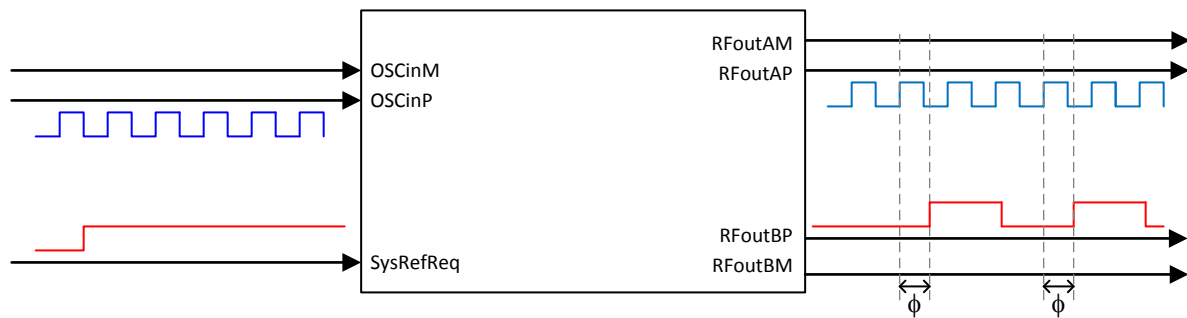 RFoutAM
OSCinM
RFoutAP
OSCinP
RFoutBP
SysRefReq
RFoutBM
ϕ
ϕ